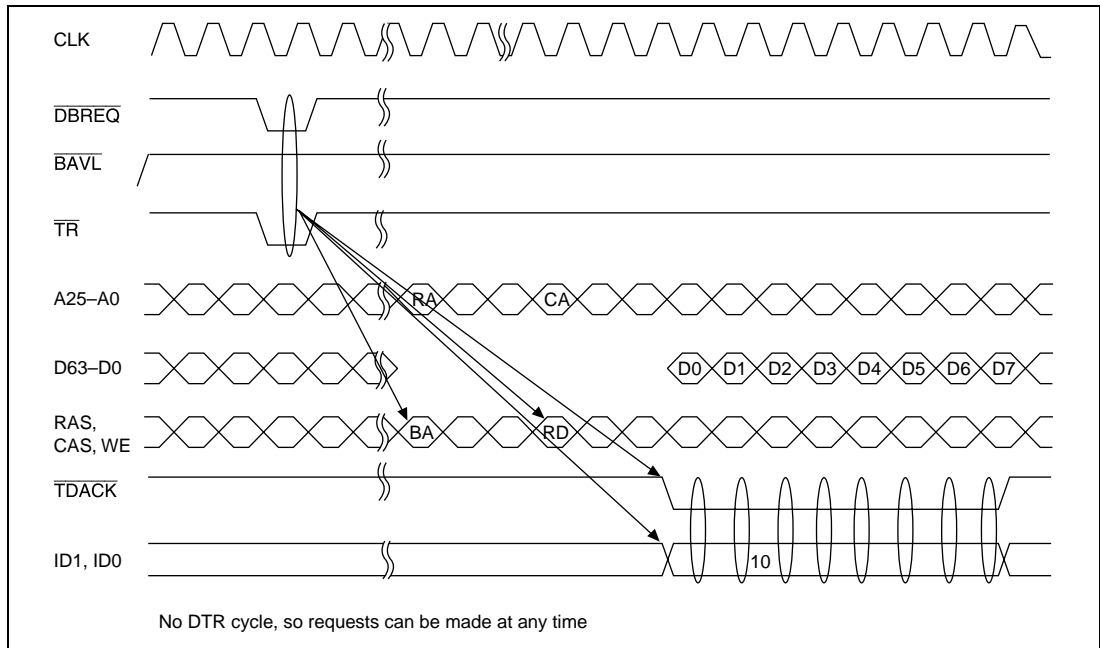 CLK
DBREQ
BAVL
TR
A25–A0 RA CA
D63–D0 D0 D1 D2 D3 D4 D5 D6 D7
RAS,
CAS, WE BA RD
TDACK
ID1, ID0 10
No DTR cycle, so requests can be made at any time